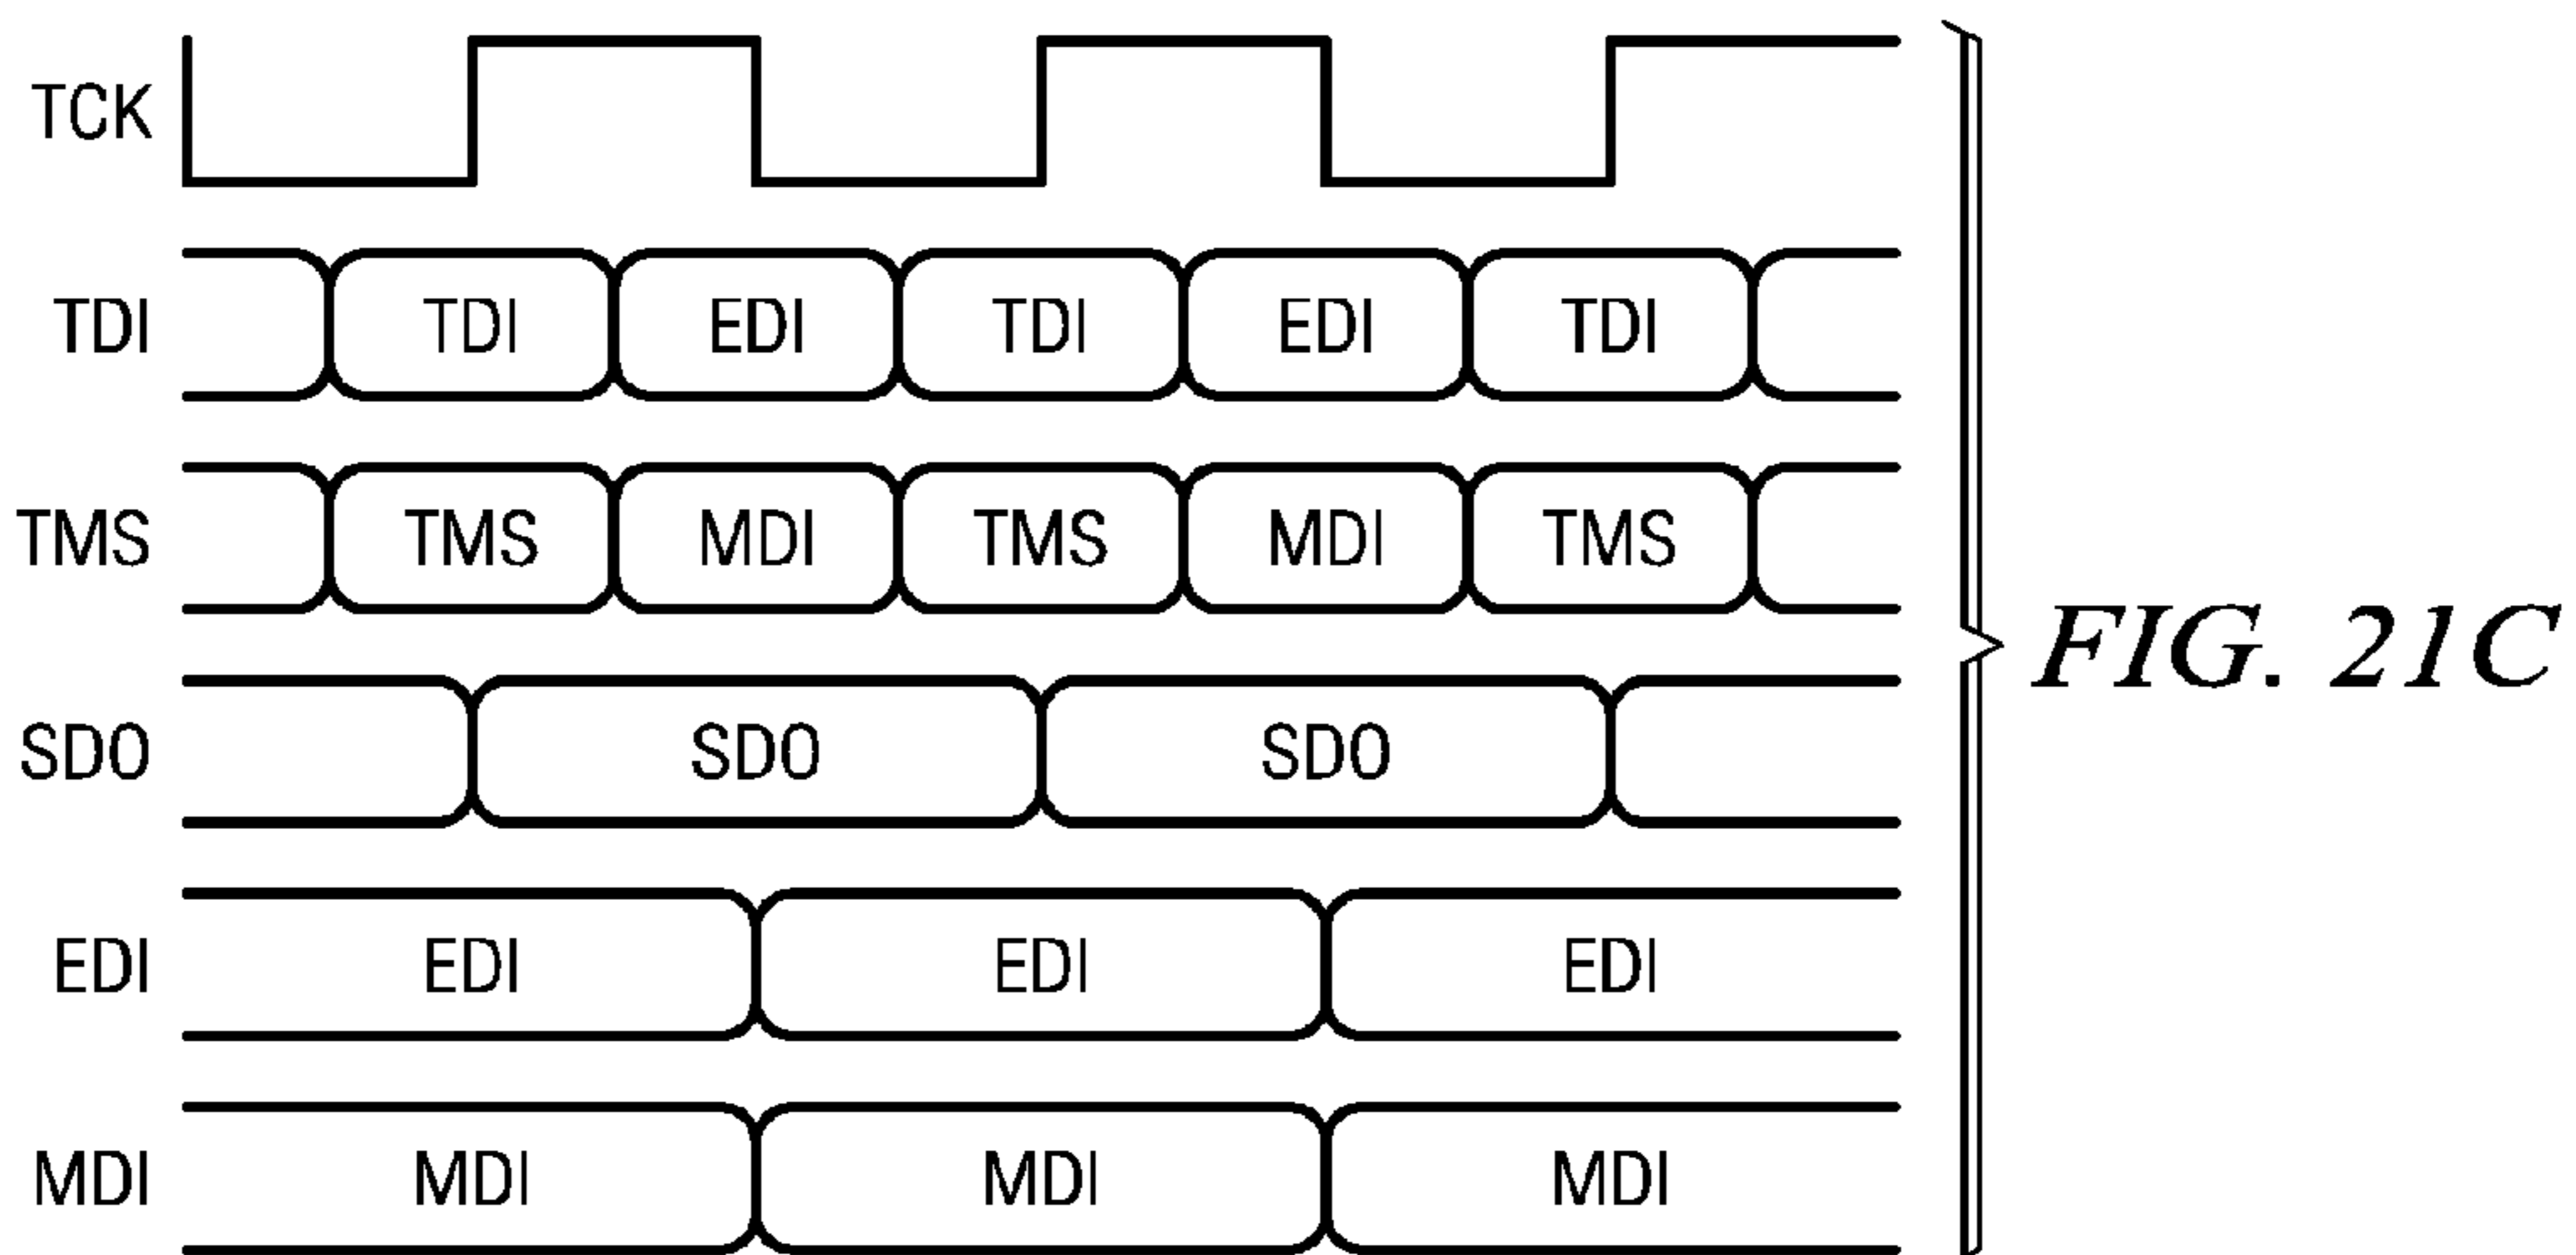 TCK
TDI TDI EDI TDI EDI TDI
TMS TMS MDI TMS MDI TMS
SDO SDO SDO
EDI EDI EDI EDI
MDI MDI MDI MDI
FIG. 21C